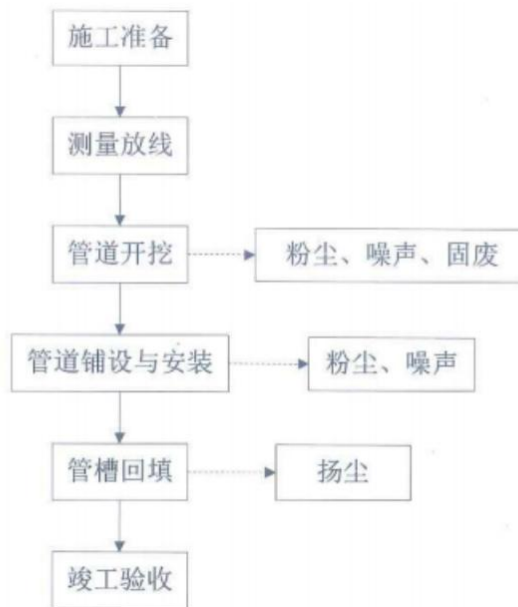 施工准备
测量放线
管道开挖
粉尘、噪声、固废
管道铺设与安装
粉尘、噪声
管槽回填
扬尘
竣工验收